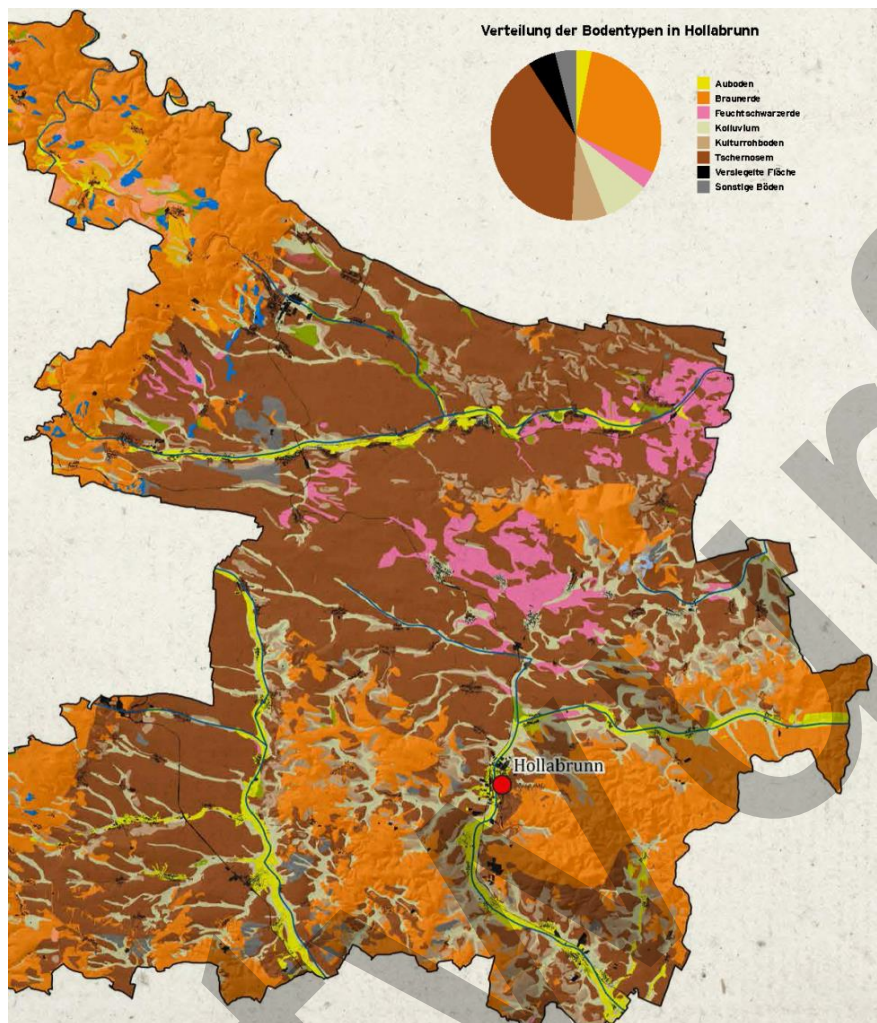 Verteilung der Bodentypen in Hollabrunn
Auboden
Braunerde
Feuchtschwarzerde
Kolluvium
Kulturrohboden
Tschernosem
Versiegelte Fläche
Sonstige Böden
Hollabrunn